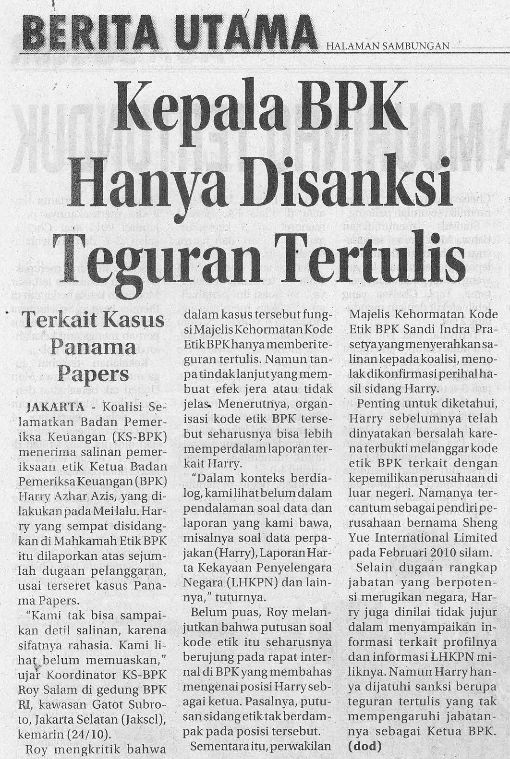 BERITA UTAMA HALAMAN SAMBUNGAN
Kepala BPK
Hanya Disanksi
Teguran Tertulis
Terkait Kasus
Panama
Papers
JAKARTA - Koalisi Se-
lamatkan Badan Pemer-
iksa Keuangan (KS-BPK)
menerima salinan pemer-
iksaan etik Ketua Badan
Pemeriksa Keuangan (BPK)
Harry Azhar Azis, yang di-
lakukan pada Mei lalu. Har-
ry yang sempat disidang-
kan di Mahkamah Etik BPK
itu dilaporkan atas sejum-
lah dugaan pelanggaran,
usai terseret kasus Pana-
ma Papers.
"Kami tak bisa sampai-
kan detil salinan, karena
sifatnya rahasia. Kami li-
hat belum memuaskan,"
ujar Koordinator KS-BPK
Roy Salam di gedung BPK
RI, kawasan Gatot Subro-
to, Jakarta Selatan (Jaksel),
kemarin (24/10).
Roy mengkritik bahwa
dalam kasus tersebut fung-
si Majelis Kehormatan Kode
Etik BPK hanya memberi te-
guran tertulis. Namun tan-
pa tindak lanjut yang mem-
buat efek jera atau tidak
jelas. Menerutnya, organ-
isasi kode etik BPK terse-
but seharusnya bisa lebih
memperdalam laporan ter-
kait Harry.
"Dalam konteks berdia-
log, kami lihat belum dalam
pendalaman soal data dan
laporan yang kami bawa,
misalnya soal data perpa-
jakan (Harry), Laporan Har-
ta Kekayaan Penyelengara
Negara (LHKPN) dan lain-
nya," tuturnya.
Belum puas, Roy melan-
jutkan bahwa putusan soal
kode etik itu seharusnya
berujung pada rapat inter-
nal di BPK yang membahas
mengenai posisi Harry seb-
agai ketua. Pasalnya, putu-
san sidang etik tak berdam-
pak pada posisi tersebut.
Sementara itu, perwakilan
Majelis Kehormatan Kode
Etik BPK Sandi Indra Pra-
setya yang menyerahkan sa-
linan kepada koalisi, meno-
lak dikonfirmasi perihal ha-
sil sidang Harry.
Penting untuk diketahui,
Harry sebelumnya telah
dinyatakan bersalah kare-
na terbukti melanggar kode
etik BPK terkait dengan
kepemilikan perusahaan di
luar negeri. Namanya ter-
cantum sebagai pendiri pe-
rusahaan bernama Sheng
Yue International Limited
pada Februari 2010 silam.
Selain dugaan rangkap
jabatan yang berpoten-
si merugikan negara, Har-
ry juga dinilai tidak jujur
dalam menyampaikan in-
formasi terkait profilnya
dan informasi LHKPN mi-
liknya. Namun Harry han-
ya dijatuhi sanksi berupa
teguran tertulis yang tak
mempengaruhi jabatan-
nya sebagai Ketua BPK.
(dod)